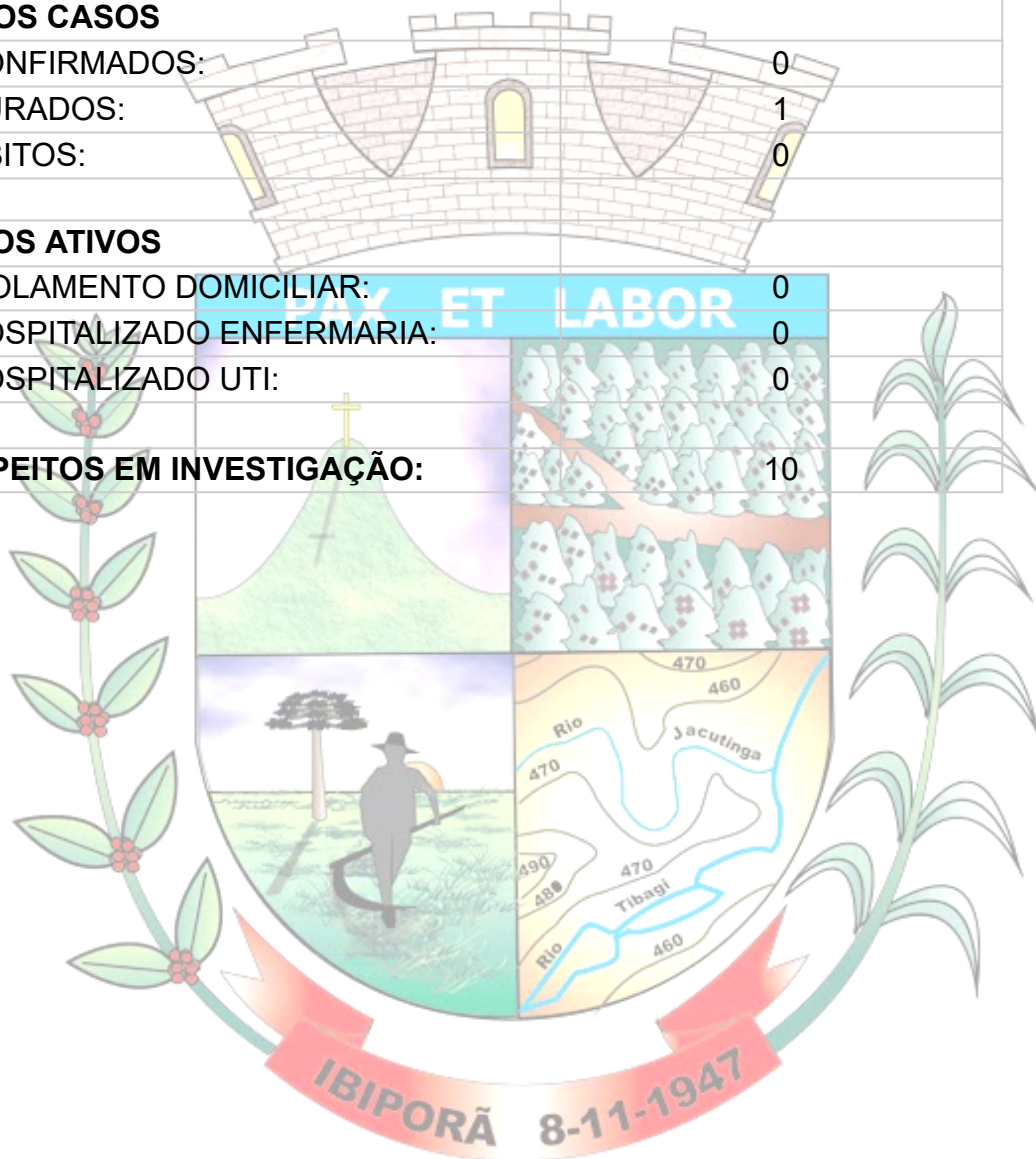 OS CASOS
ONFIRMADOS: 0
URADOS: 1
BITOS: 0
OS ATIVOS
OLAMENTO DOMICILIAR: 0
OSPITALIZADO ENFERMARIA: 0
OSPITALIZADO UTI: 0
PEITOS EM INVESTIGAÇÃO: 10
PAX ET LABOR
470
460
Rio Jacutinga
470
490
480
470
Rio Tibagi
460
IBIPORÃ 8-11-1947